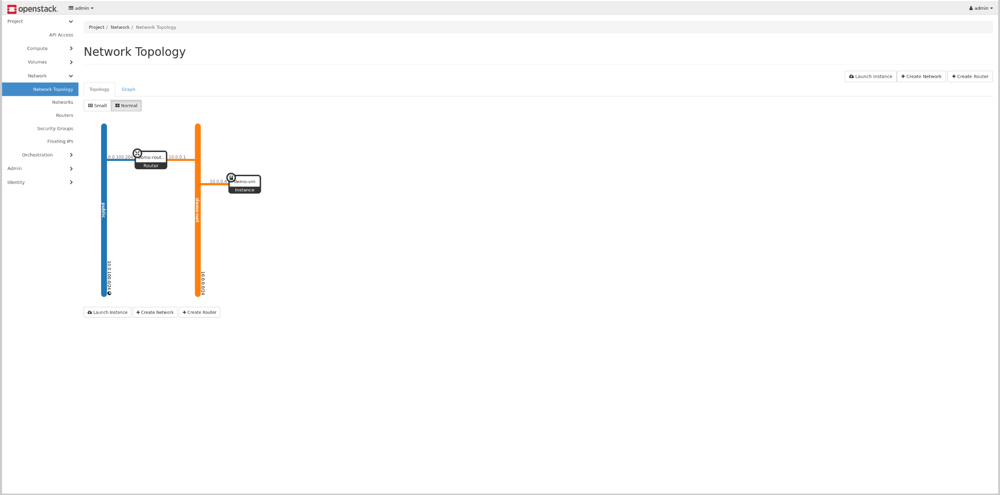 openstack. admin admin
Project
API Access
Compute
Volumes
Network
Network Topology
Networks
Routers
Security Groups
Floating IPs
Orchestration
Admin
Identity
Project / Network / Network Topology
Network Topology
Launch Instance + Create Network + Create Router
Topology Graph
Small Normal
public
10.0.100.0/24
10.0.100.204
demo-rout..
Router
10.0.0.1
demo-net
10.0.0.0/24
10.0.0.4
demo-vm
Instance
Launch Instance + Create Network + Create Router